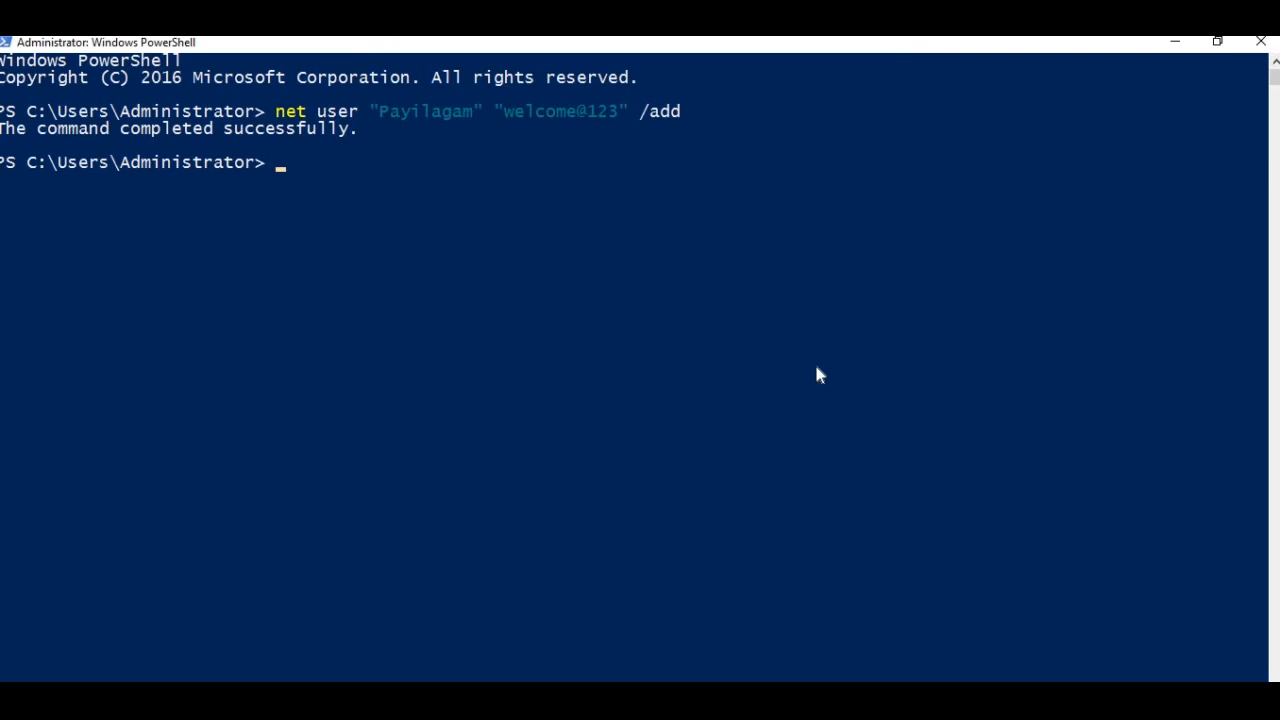 Administrator: Windows PowerShell
Windows PowerShell
Copyright (C) 2016 Microsoft Corporation. All rights reserved.
PS C:\Users\Administrator> net user "Payilagam" "welcome@123" /add
The command completed successfully.
PS C:\Users\Administrator>